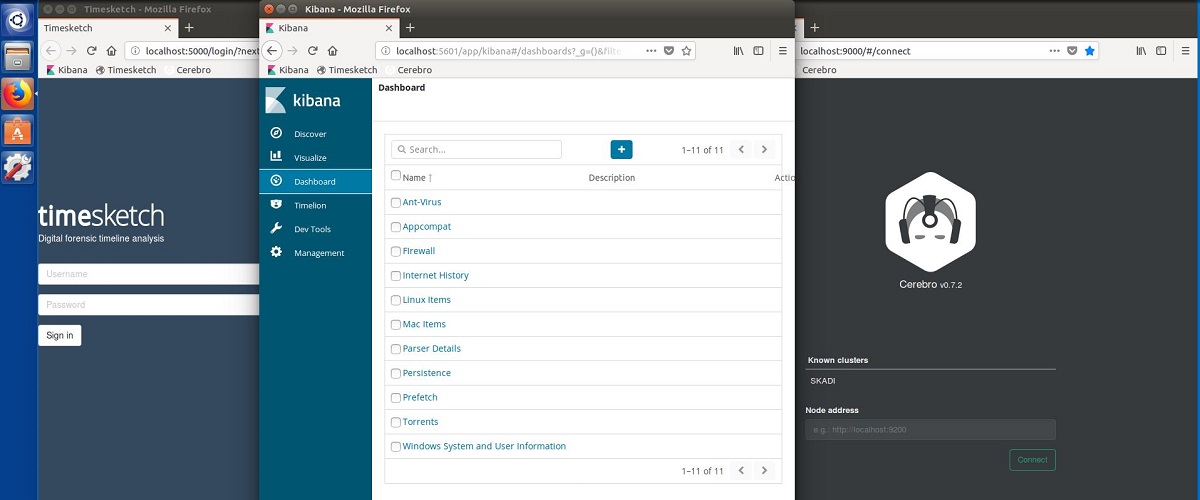 Timesketch - Mozilla Firefox
Timesketch
localhost:5000/login/?next
Kibana Timesketch Cerebro
timesketch
Digital forensic timeline analysis
Username
Password
Sign in
Kibana - Mozilla Firefox
Kibana
localhost:5601/app/kibana#/dashboards?_g=()&filte
Kibana Timesketch Cerebro
kibana
Discover
Visualize
Dashboard
Timelion
Dev Tools
Management
Dashboard
Search...
1–11 of 11
Name Description Actio
Ant-Virus
Appcompat
Firewall
Internet History
Linux Items
Mac Items
Parser Details
Persistence
Prefetch
Torrents
Windows System and User Information
1–11 of 11
localhost:9000/#/connect
Cerebro
Cerebro v0.7.2
Known clusters
SKADI
Node address
e.g.: http://localhost:9200
Connect